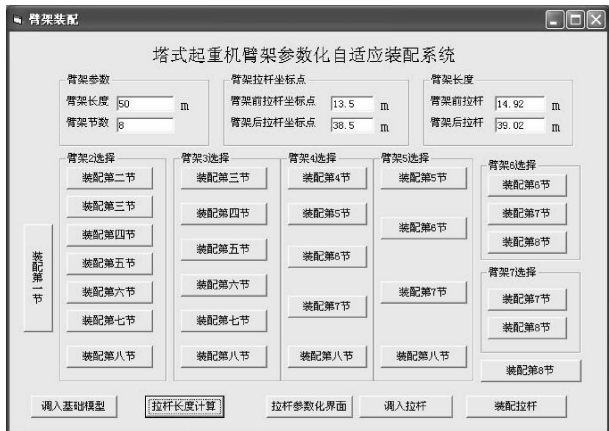 臂架装配
塔式起重机臂架参数化自适应装配系统
臂架参数
臂架长度 50 m
臂架节数 8
臂架拉杆坐标点
臂架前拉杆坐标点 13.5 m
臂架后拉杆坐标点 38.5 m
臂架长度
臂架前拉杆 14.92 m
臂架后拉杆 39.02 m
装配第一节
臂架2选择
装配第二节
装配第三节
装配第四节
装配第五节
装配第六节
装配第七节
装配第八节
臂架3选择
装配第三节
装配第四节
装配第五节
装配第六节
装配第七节
装配第八节
臂架4选择
装配第4节
装配第5节
装配第6节
装配第7节
装配第八节
臂架5选择
装配第5节
装配第6节
装配第7节
装配第八节
臂架6选择
装配第6节
装配第7节
装配第8节
臂架7选择
装配第7节
装配第8节
装配第8节
调入基础模型
拉杆长度计算
拉杆参数化界面
调入拉杆
装配拉杆